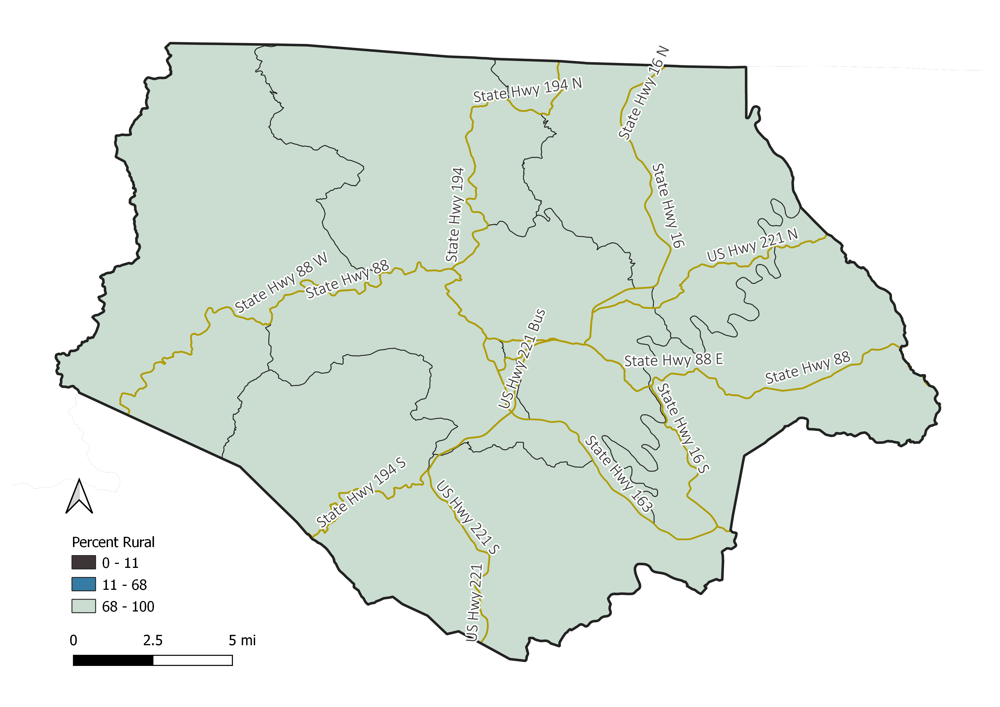 State Hwy 16 N
State Hwy 194 N
State Hwy 194
State Hwy 16
US Hwy 221 N
State Hwy 88 W
State Hwy 88
US Hwy 221 Bus
State Hwy 88 E
State Hwy 88
State Hwy 16 S
State Hwy 163
State Hwy 194 S
US Hwy 221 S
US Hwy 221
Percent Rural
0 - 11
11 - 68
68 - 100
0 2.5 5 mi